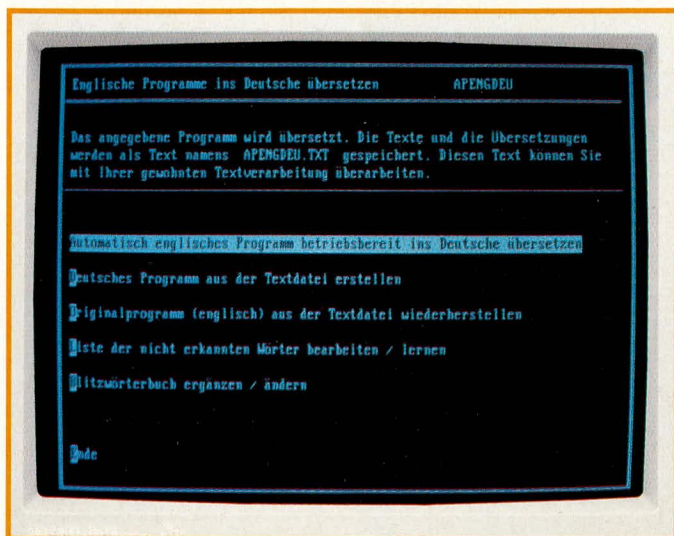 Englische Programme ins Deutsche übersetzen APENGDEU
Das angegebene Programm wird übersetzt. Die Texte und die Übersetzungen
werden als Text namens APENGDEU.TXT gespeichert. Diesen Text können Sie
mit Ihrer gewohnten Textverarbeitung überarbeiten.
Automatisch englisches Programm betriebsbereit ins Deutsche übersetzen
Deutsches Programm aus der Textdatei erstellen
Originalprogramm (englisch) aus der Textdatei wiederherstellen
Liste der nicht erkannten Wörter bearbeiten / lernen
Blitzwörterbuch ergänzen / ändern
Ende